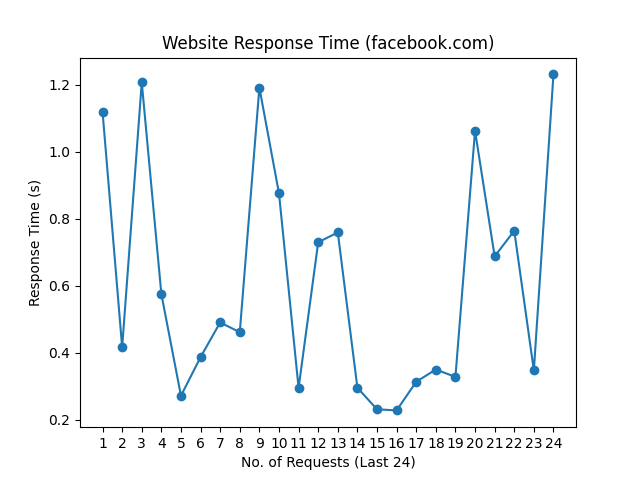 Website Response Time (facebook.com)
Response Time (s)
1.2
1.0
0.8
0.6
0.4
0.2
1 2 3 4 5 6 7 8 9 10 11 12 13 14 15 16 17 18 19 20 21 22 23 24
No. of Requests (Last 24)